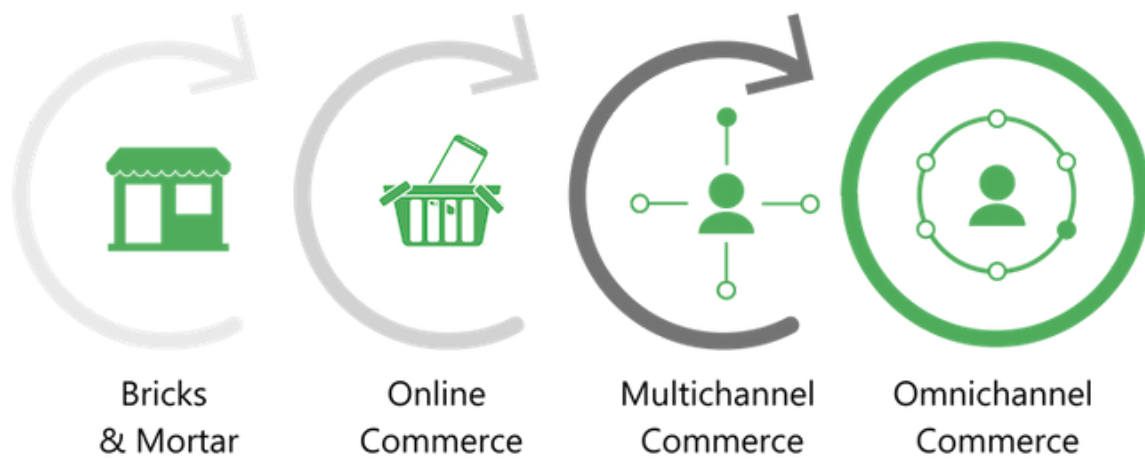 Bricks
& Mortar
Online
Commerce
Multichannel
Commerce
Omnichannel
Commerce